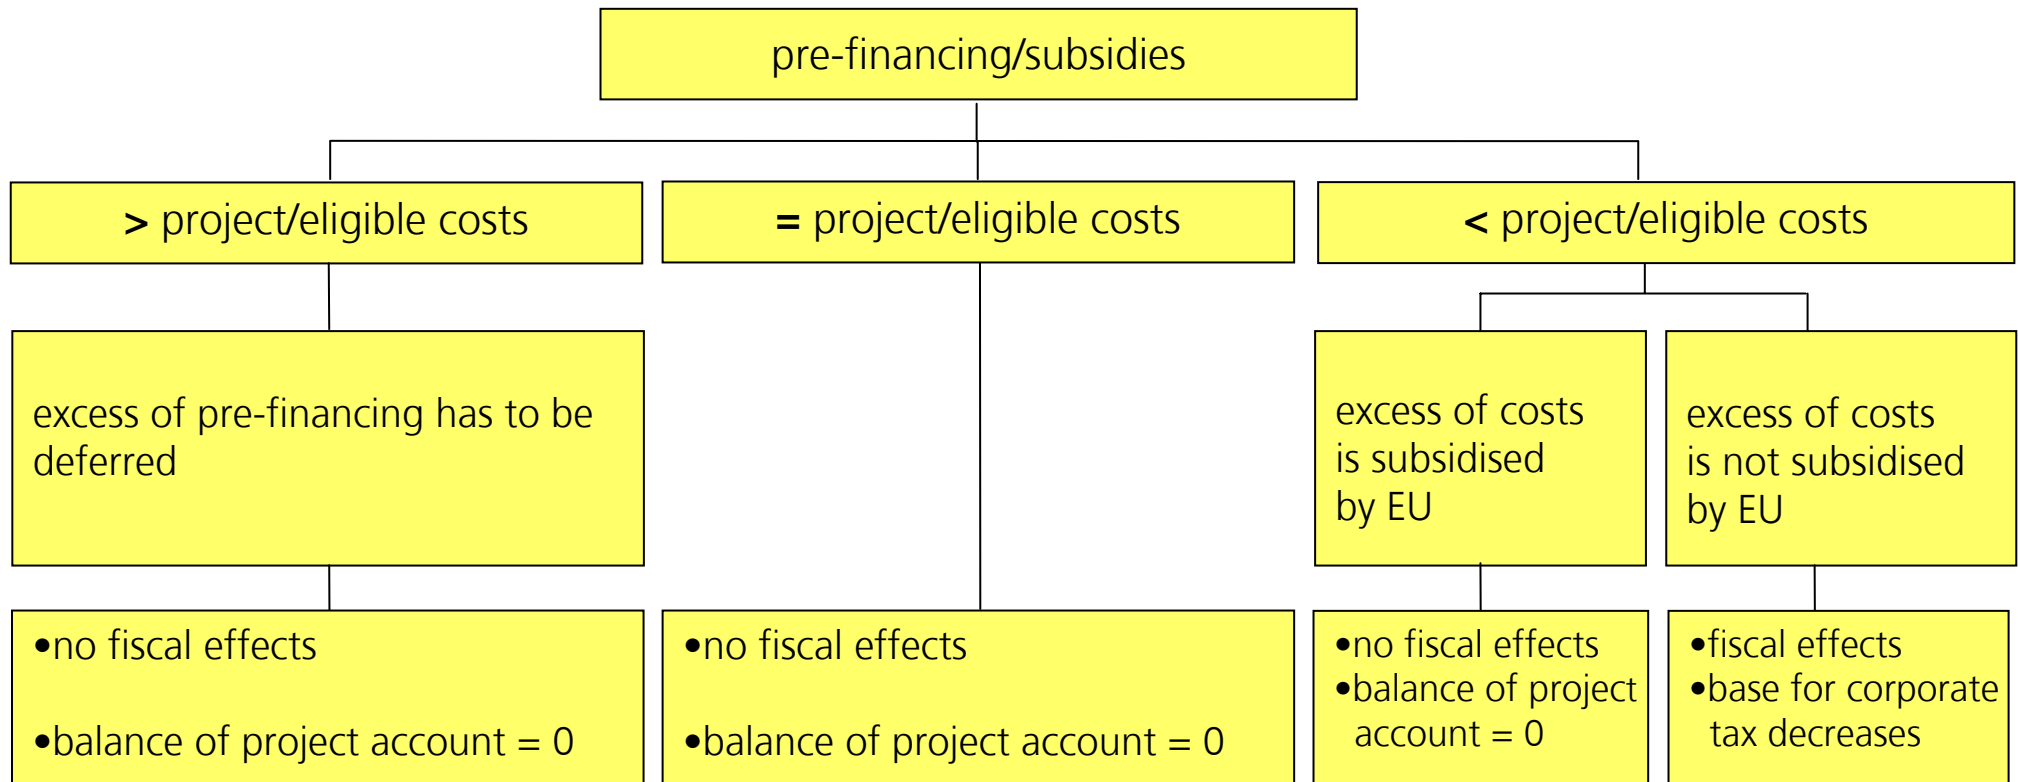 pre-financing/subsidies
> project/eligible costs
= project/eligible costs
< project/eligible costs
excess of pre-financing has to be
deferred
excess of costs
is subsidised
by EU
excess of costs
is not subsidised
by EU
•no fiscal effects
•balance of project account = 0
•no fiscal effects
•balance of project account = 0
•no fiscal effects
•balance of project
account = 0
•fiscal effects
•base for corporate
tax decreases